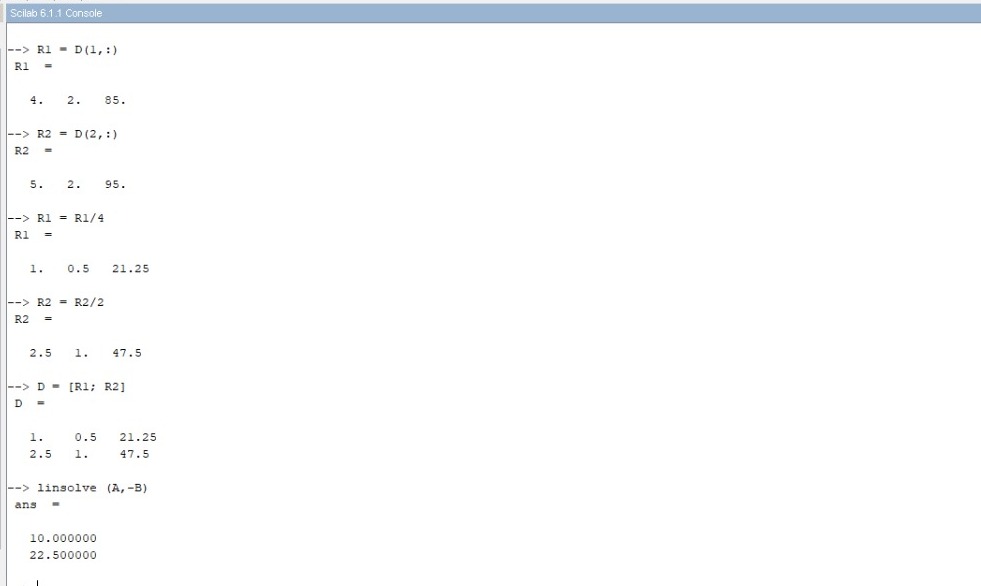 Scilab 6.1.1 Console
--> R1 = D(1,:)
R1 =
4. 2. 85.
--> R2 = D(2,:)
R2 =
5. 2. 95.
--> R1 = R1/4
R1 =
1. 0.5 21.25
--> R2 = R2/2
R2 =
2.5 1. 47.5
--> D = [R1; R2]
D =
1. 0.5 21.25
2.5 1. 47.5
--> linsolve (A,-B)
ans =
10.000000
22.500000